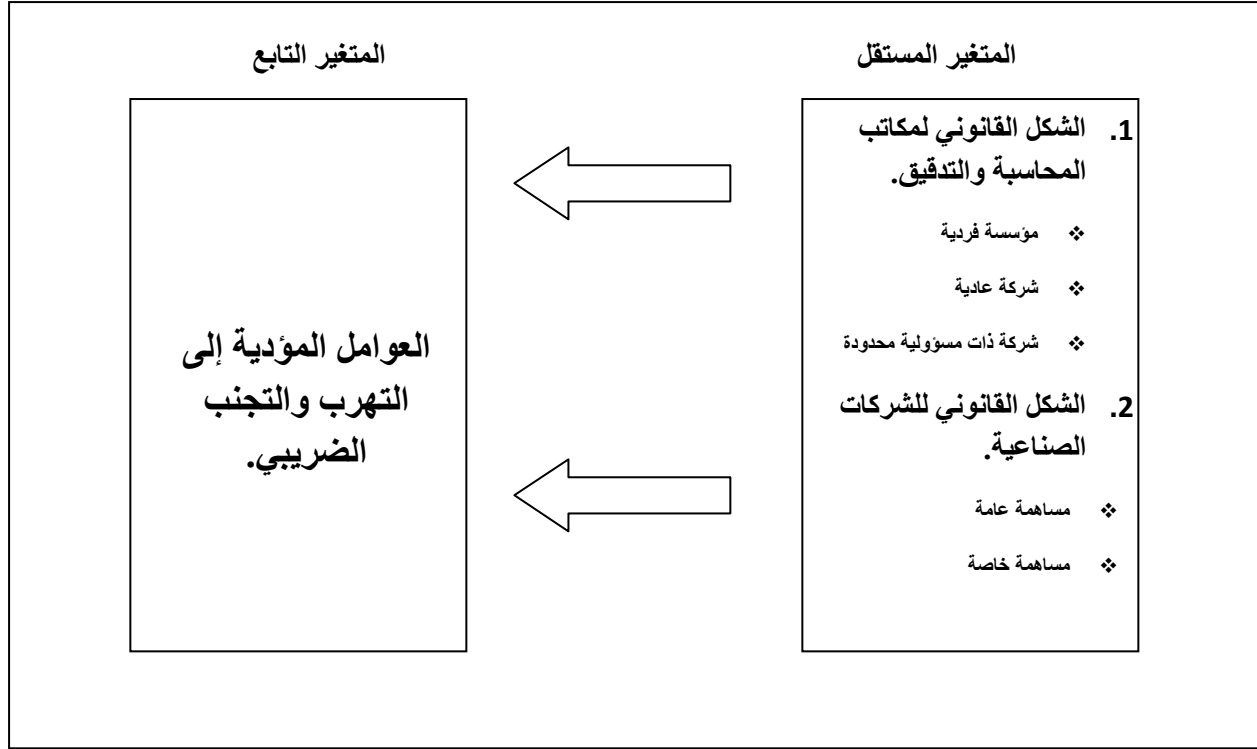 المتغير المستقل
المتغير التابع
1. الشكل القانوني لمكاتب
المحاسبة والتدقيق.
❖ مؤسسة فردية
❖ شركة عادية
❖ شركة ذات مسؤولية محدودة
2. الشكل القانوني للشركات
الصناعية.
❖ مساهمة عامة
❖ مساهمة خاصة
العوامل المؤدية إلى
التهرب والتجنب
الضريبي.